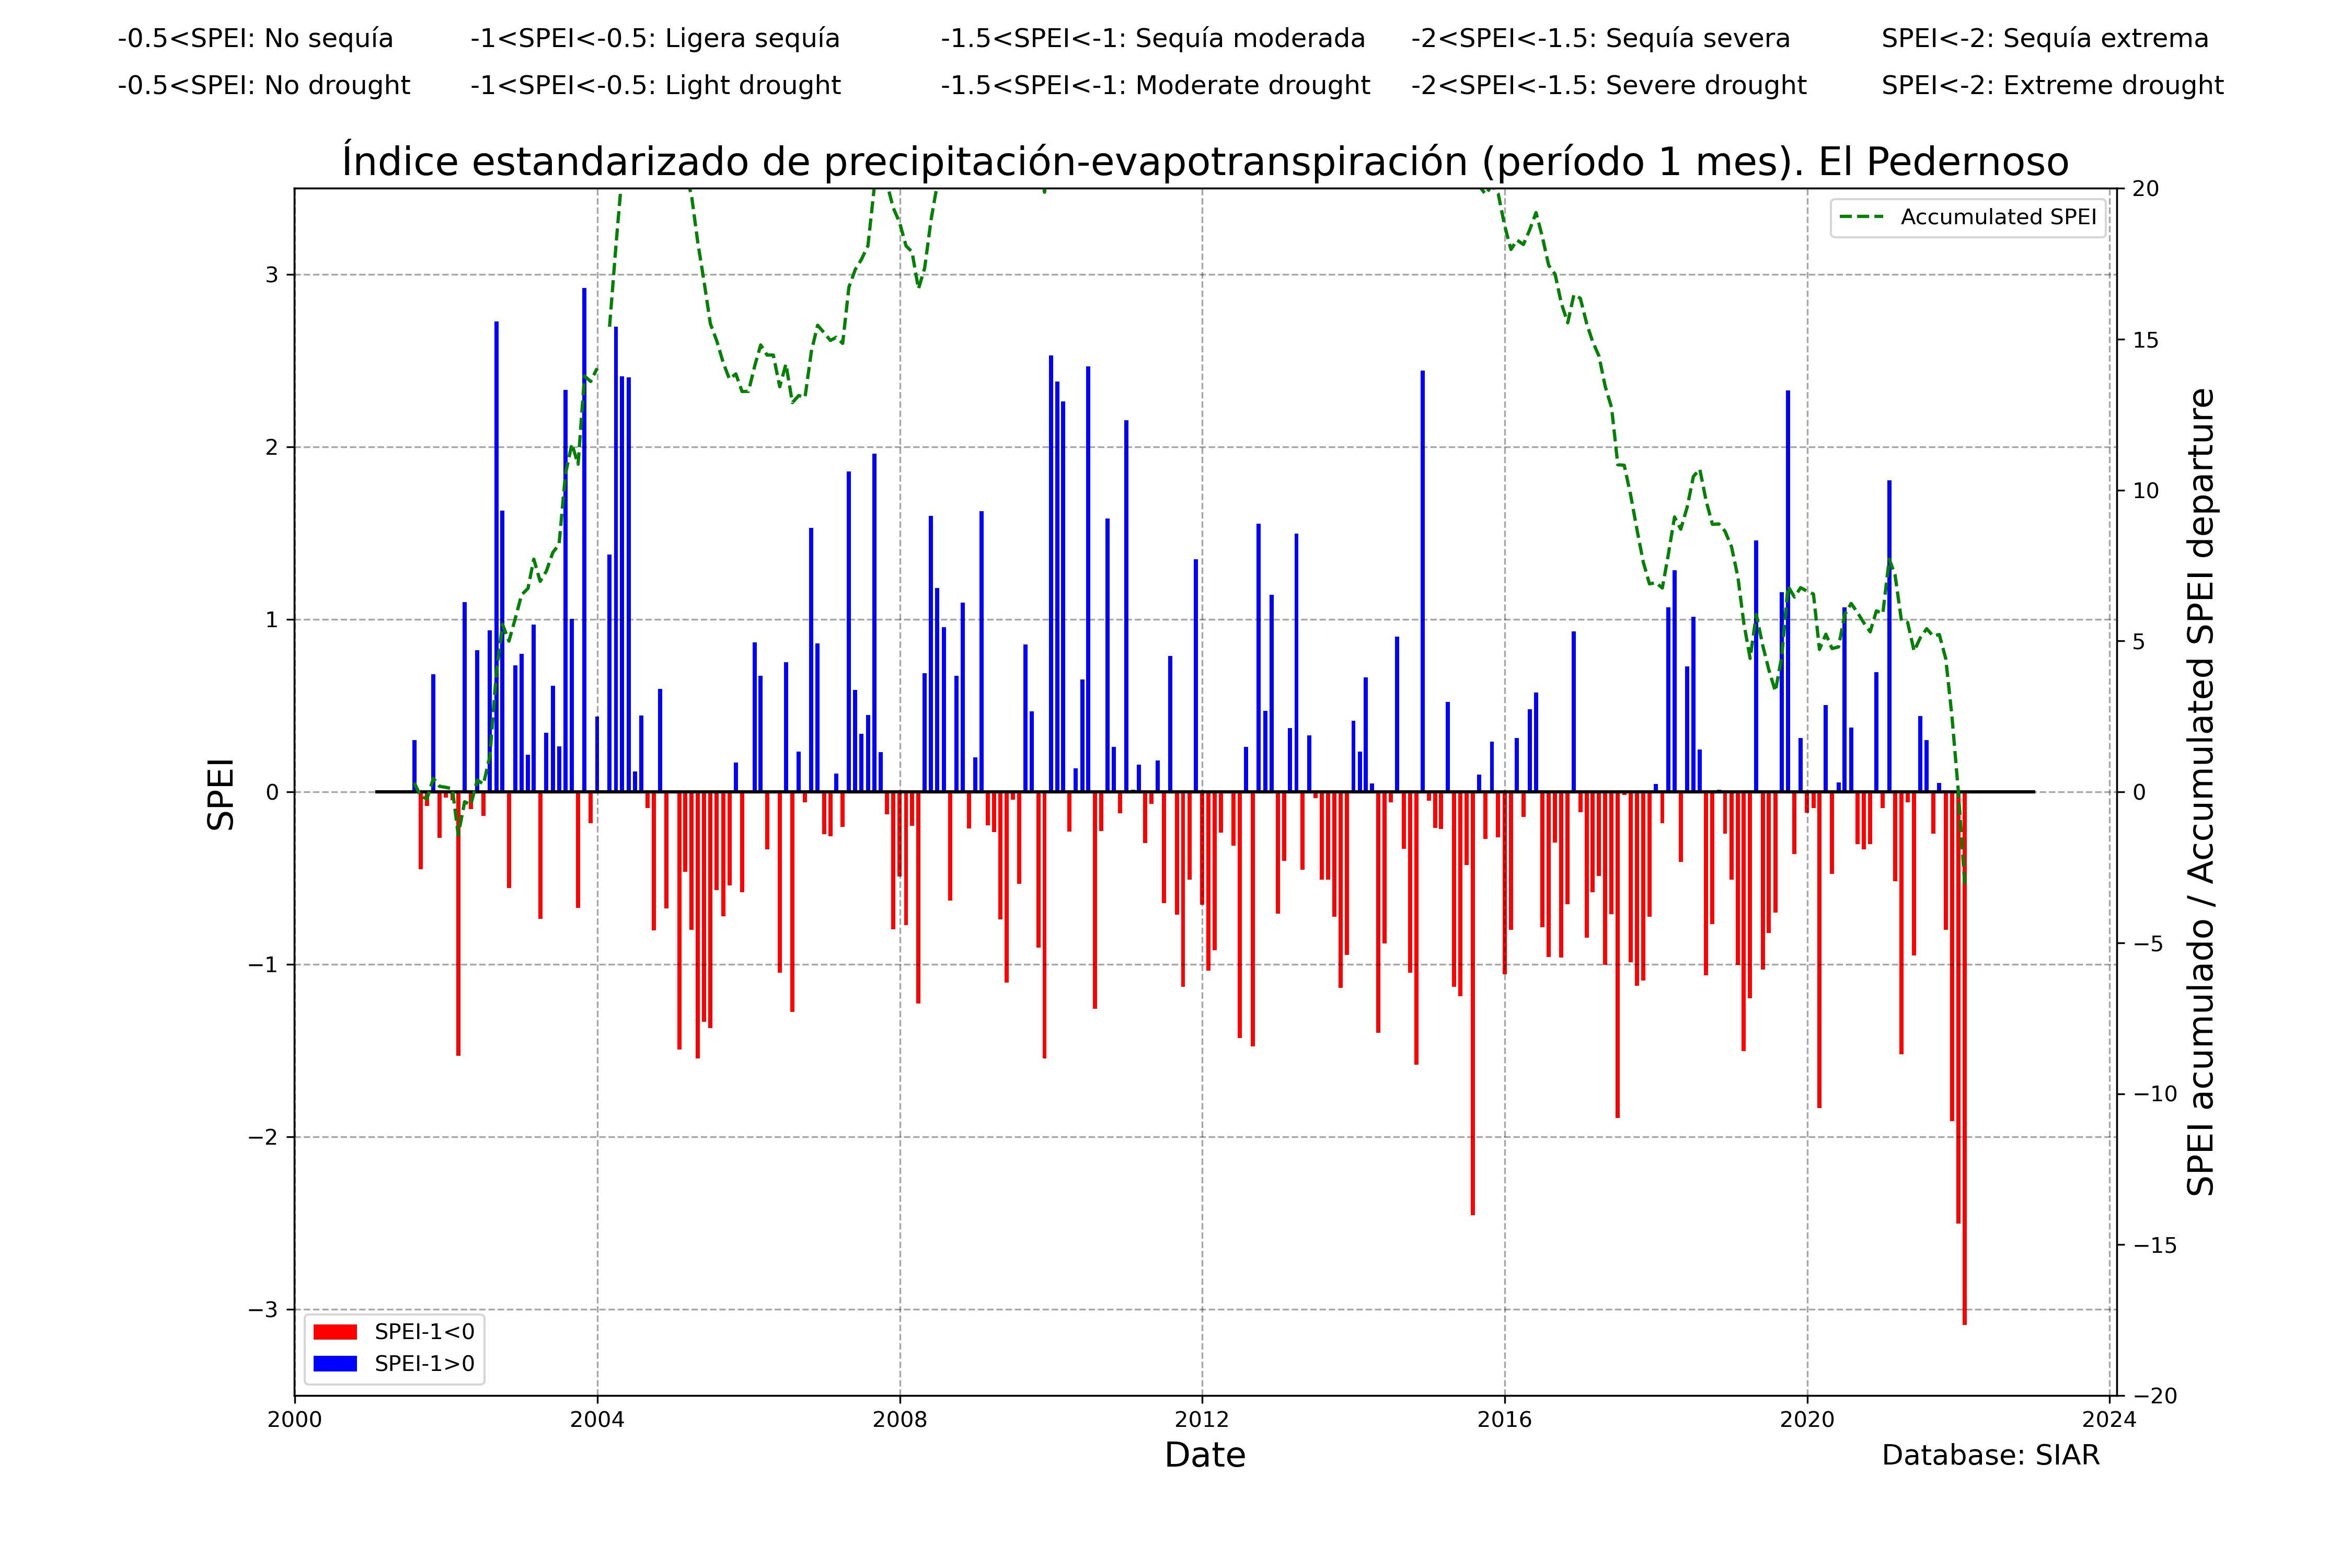 -0.5<SPEI: No sequía
-1<SPEI<-0.5: Ligera sequía
-1.5<SPEI<-1: Sequía moderada
-2<SPEI<-1.5: Sequía severa
SPEI<-2: Sequía extrema
-0.5<SPEI: No drought
-1<SPEI<-0.5: Light drought
-1.5<SPEI<-1: Moderate drought
-2<SPEI<-1.5: Severe drought
SPEI<-2: Extreme drought
Índice estandarizado de precipitación-evapotranspiración (período 1 mes). El Pedernoso
Accumulated SPEI
SPEI
3
2
1
0
−1
−2
−3
20
15
10
5
0
−5
−10
−15
−20
SPEI acumulado / Accumulated SPEI departure
SPEI-1<0
SPEI-1>0
2000
2004
2008
2012
2016
2020
2024
Date
Database: SIAR